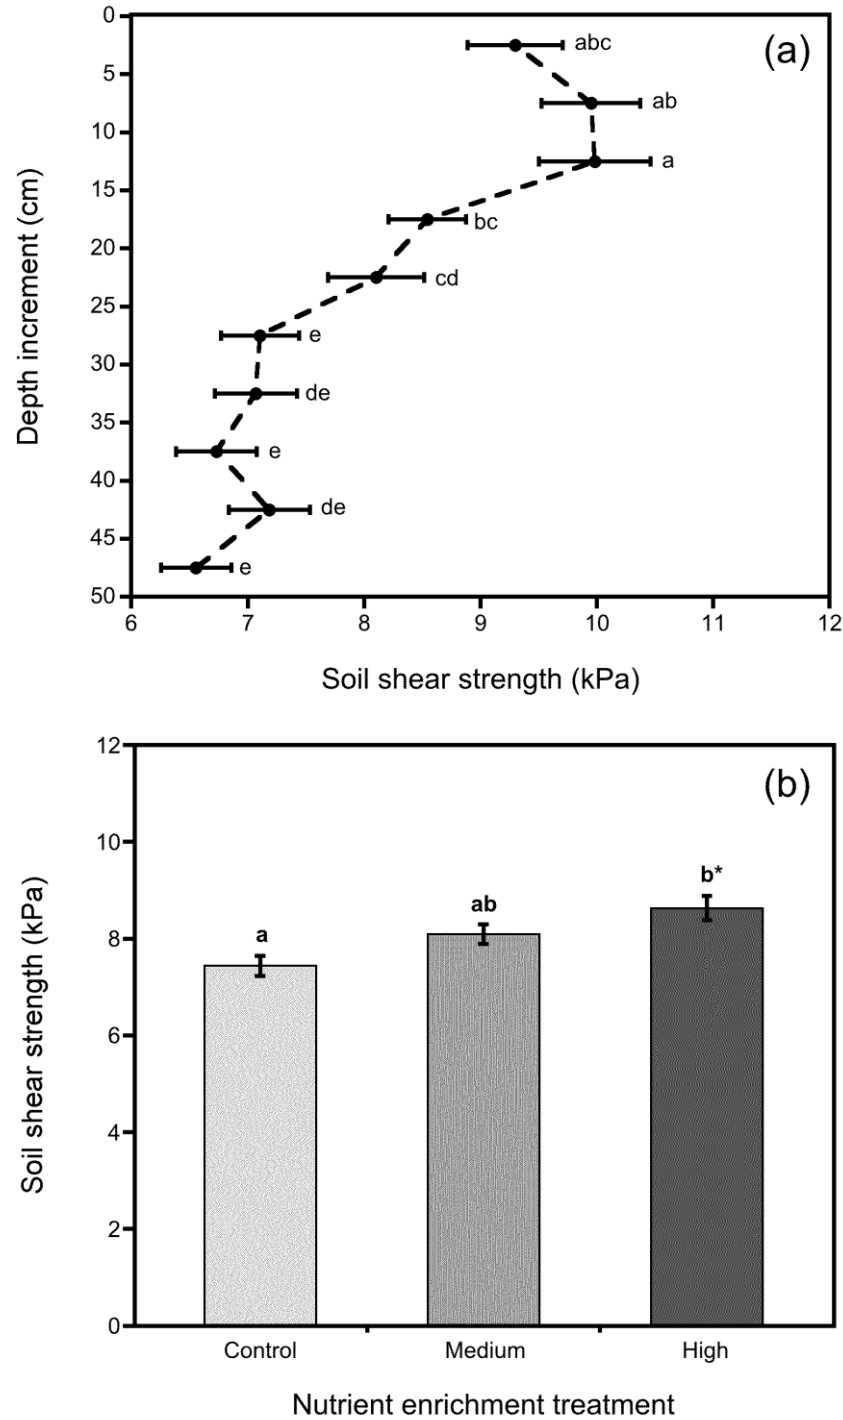 0
(a)
abc
5
ab
10
a
15
bc
20
cd
25
e
30
de
35
e
40
de
45
e
50
6 7 8 9 10 11 12
Depth increment (cm)
Soil shear strength (kPa)
12
(b)
10
b*
ab
a
8
6
4
2
0
Soil shear strength (kPa)
Control Medium High
Nutrient enrichment treatment